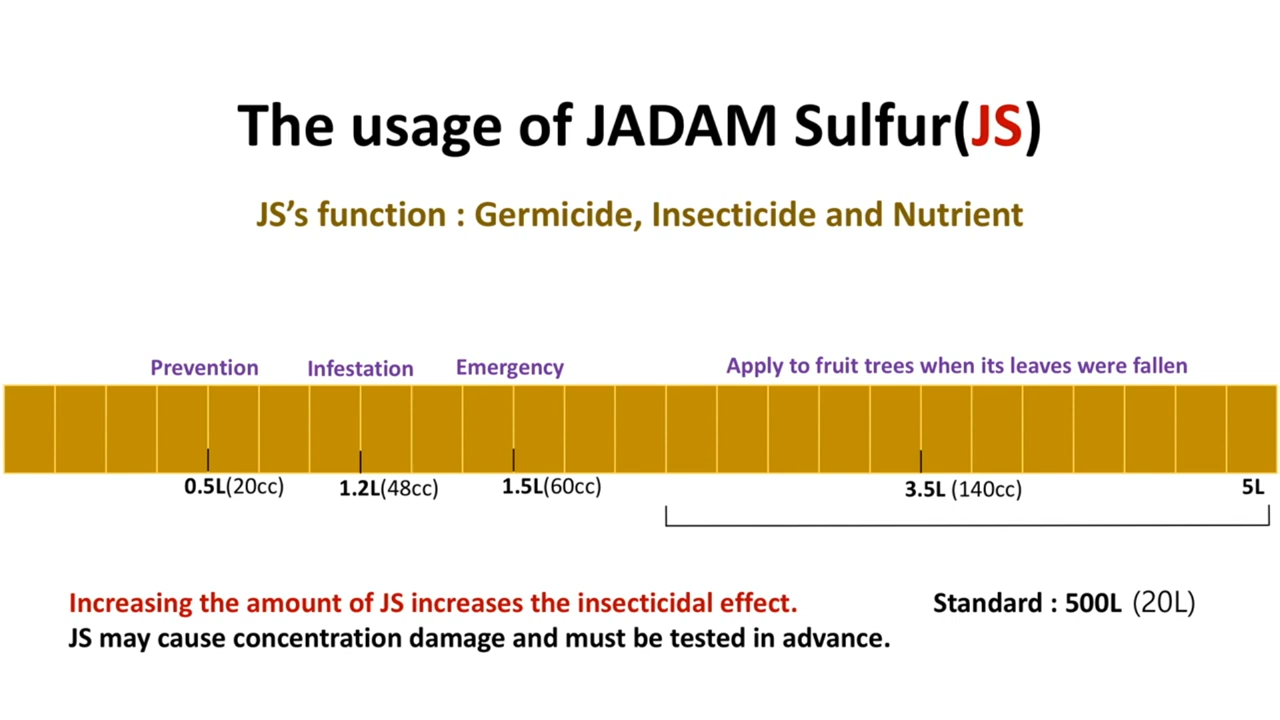 The usage of JADAM Sulfur(JS)
JS’s function : Germicide, Insecticide and Nutrient
Prevention Infestation Emergency Apply to fruit trees when its leaves were fallen
0.5L(20cc) 1.2L(48cc) 1.5L(60cc) 3.5L (140cc) 5L
Increasing the amount of JS increases the insecticidal effect. Standard : 500L (20L)
JS may cause concentration damage and must be tested in advance.